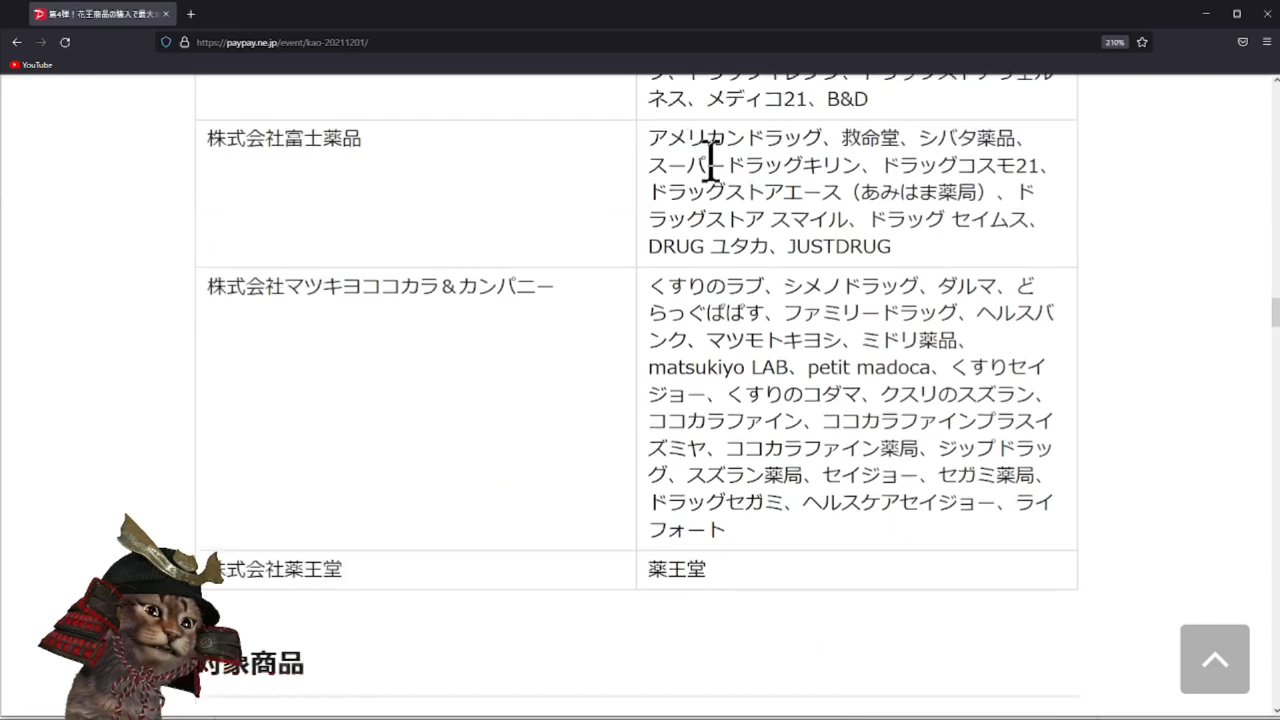 第4弾！花王商品の購入で最大
https://paypay.ne.jp/event/kao-20211201/
210%
YouTube
ネス、メディコ21、B&D
株式会社富士薬品
アメリカンドラッグ、救命堂、シバタ薬品、
スーパードラッグキリン、ドラッグコスモ21、
ドラッグストアエース（あみはま薬局）、ド
ラッグストア スマイル、ドラッグ セイムス、
DRUG ユタカ、JUSTDRUG
株式会社マツキヨココカラ＆カンパニー
くすりのラブ、シメノドラッグ、ダルマ、ど
らっぐぱぱす、ファミリードラッグ、ヘルスバ
ンク、マツモトキヨシ、ミドリ薬品、
matsukiyo LAB、petit madoca、くすりセイ
ジョー、くすりのコダマ、クスリのスズラン、
ココカラファイン、ココカラファインプラスイ
ズミヤ、ココカラファイン薬局、ジップドラッ
グ、スズラン薬局、セイジョー、セガミ薬局、
ドラッグセガミ、ヘルスケアセイジョー、ライ
フォート
株式会社薬王堂
薬王堂
対象商品